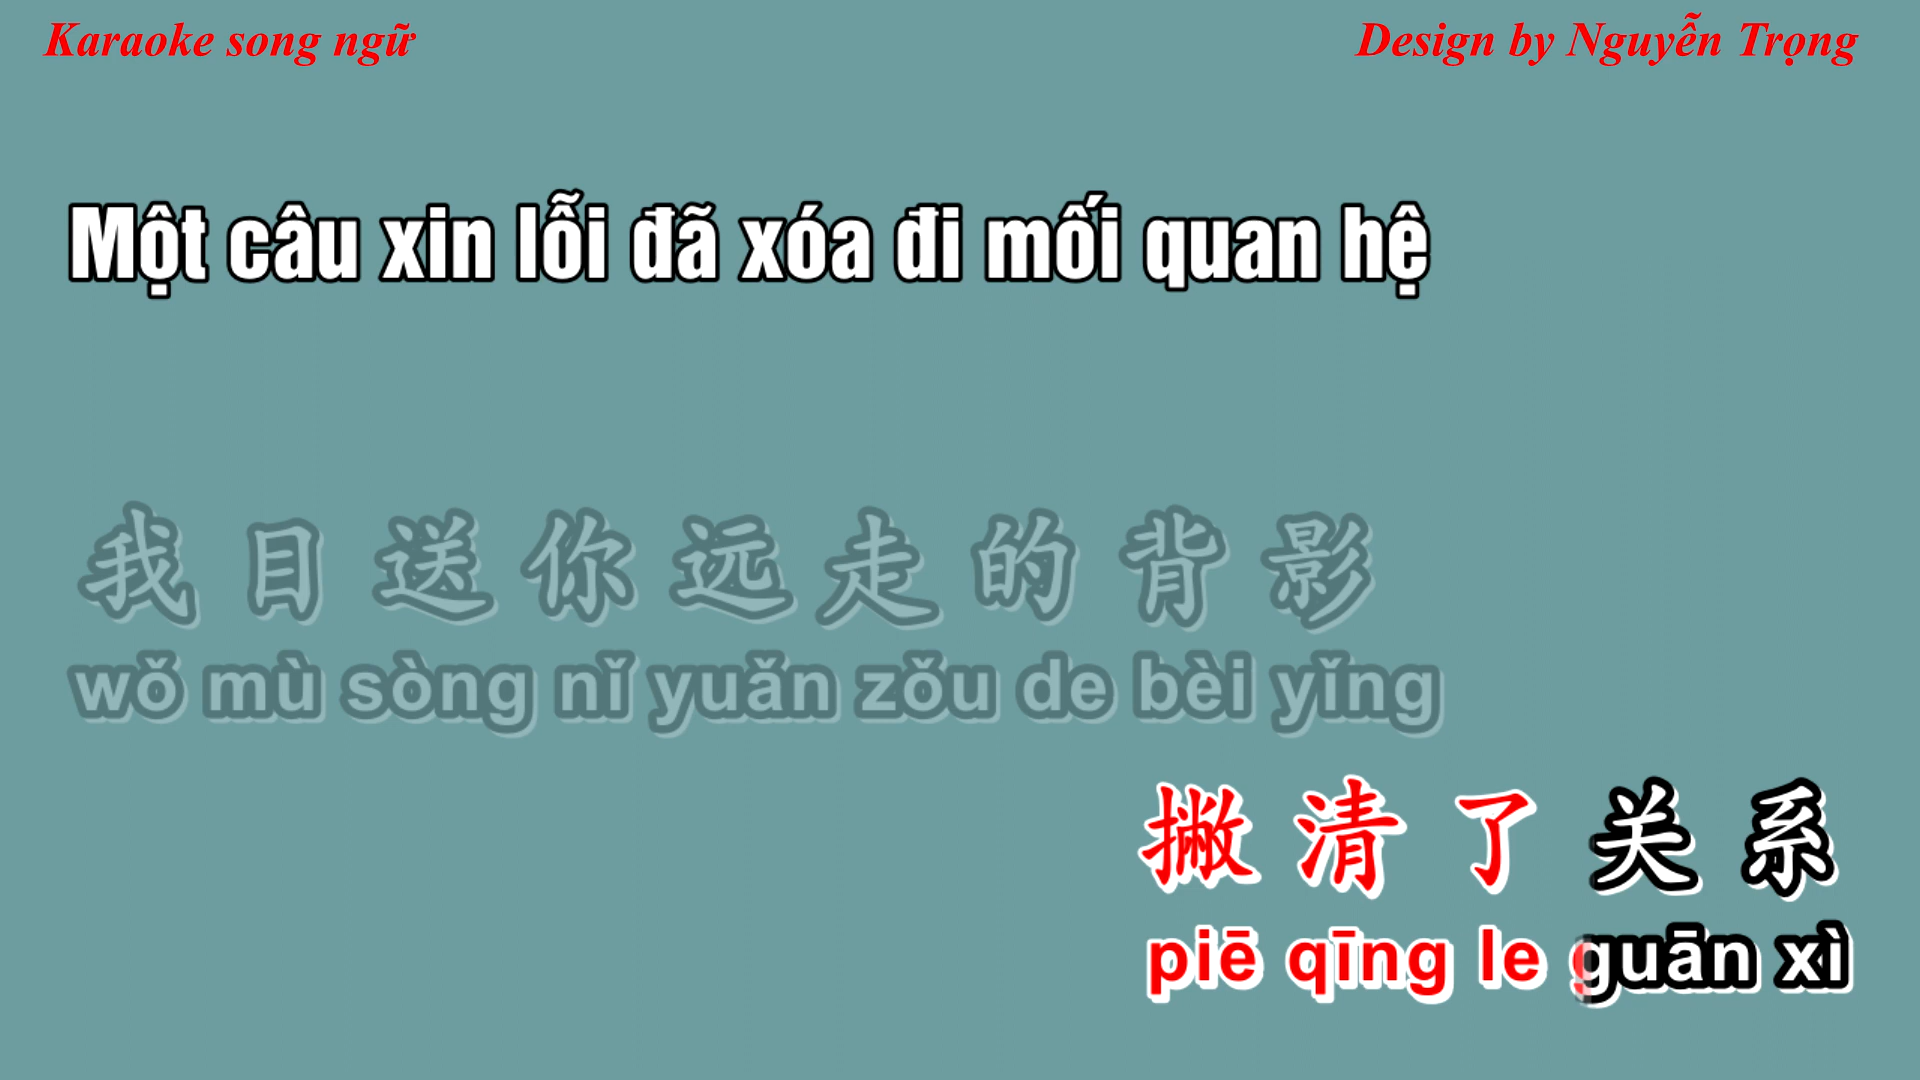 Karaoke song ngữ
Design by Nguyễn Trọng
Một câu xin lỗi đã xóa đi mối quan hệ
我目送你远走的背影
wǒ mù sòng nǐ yuǎn zǒu de bèi yǐng
撇清了关系
piē qīng le guān xì